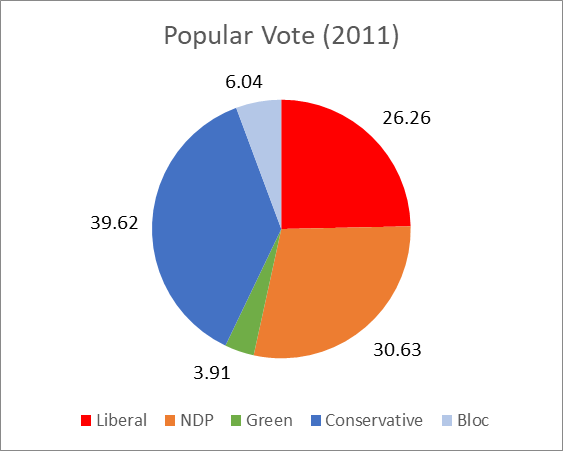 Popular Vote (2011)
6.04
26.26
39.62
30.63
3.91
Liberal NDP Green Conservative Bloc